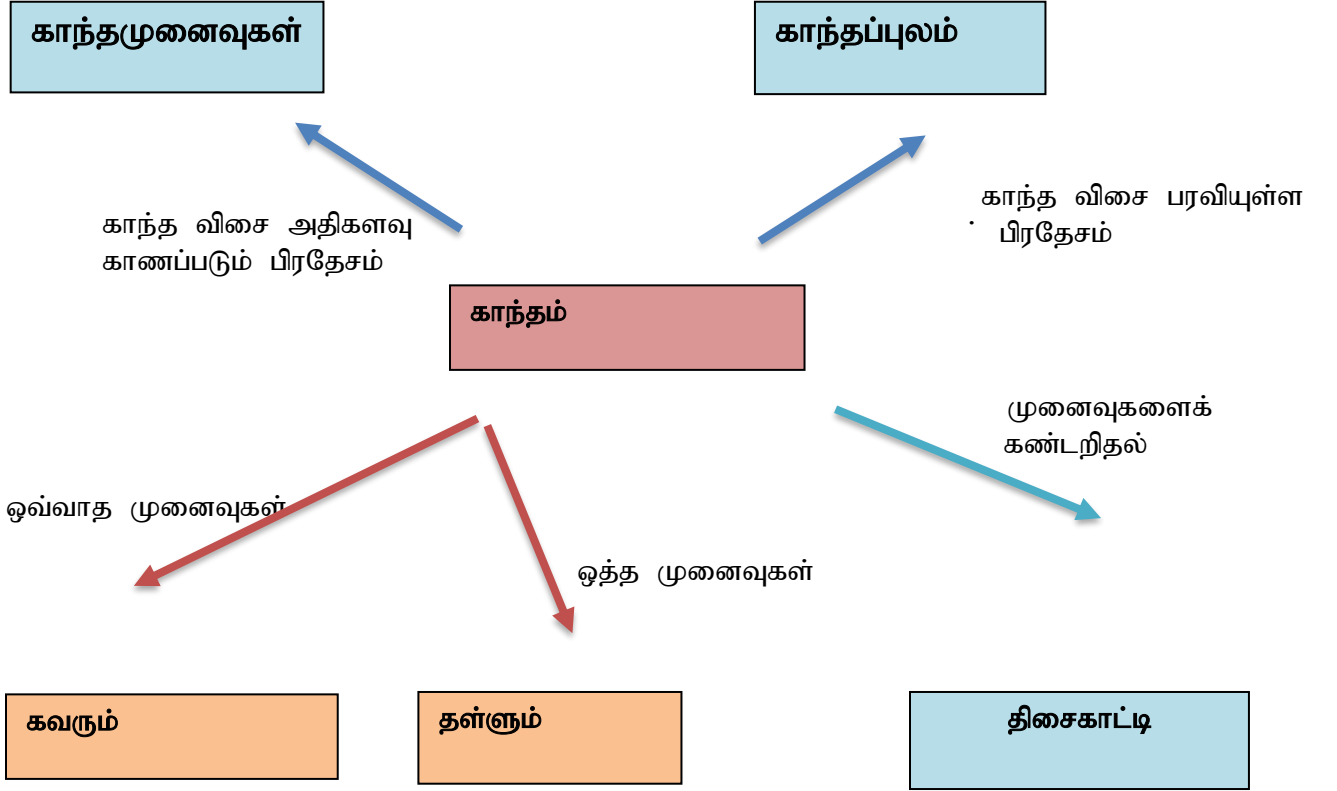 காந்தமுனைவுகள்
காந்தப்புலம்
காந்த விசை அதிகளவு
காணப்படும் பிரதேசம்
காந்த விசை பரவியுள்ள
பிரதேசம்
காந்தம்
முனைவுகளைக்
கண்டறிதல்
ஒவ்வாத முனைவுகள்
ஒத்த முனைவுகள்
கவரும்
தள்ளும்
திசைகாட்டி